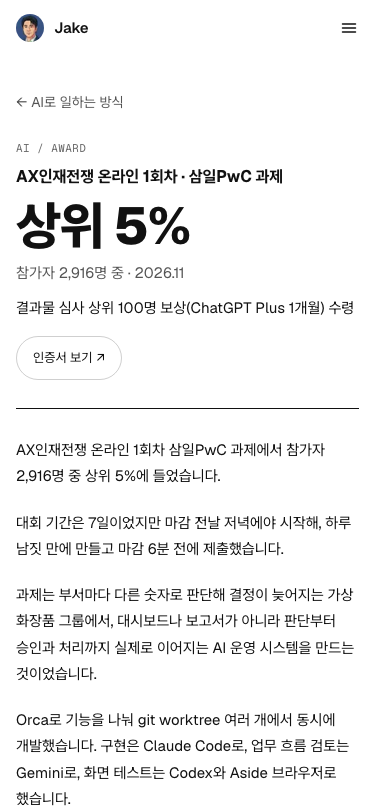 Jake
← AI로 일하는 방식
AI / AWARD
AX인재전쟁 온라인 1회차 · 삼일PwC 과제
상위 5%
참가자 2,916명 중 · 2026.11
결과물 심사 상위 100명 보상(ChatGPT Plus 1개월) 수령
인증서 보기 ↗
AX인재전쟁 온라인 1회차 삼일PwC 과제에서 참가자
2,916명 중 상위 5%에 들었습니다.
대회 기간은 7일이었지만 마감 전날 저녁에야 시작해, 하루
남짓 만에 만들고 마감 6분 전에 제출했습니다.
과제는 부서마다 다른 숫자로 판단해 결정이 늦어지는 가상
화장품 그룹에서, 대시보드나 보고서가 아니라 판단부터
승인과 처리까지 실제로 이어지는 AI 운영 시스템을 만드는
것이었습니다.
Orca로 기능을 나눠 git worktree 여러 개에서 동시에
개발했습니다. 구현은 Claude Code로, 업무 흐름 검토는
Gemini로, 화면 테스트는 Codex와 Aside 브라우저로
했습니다.